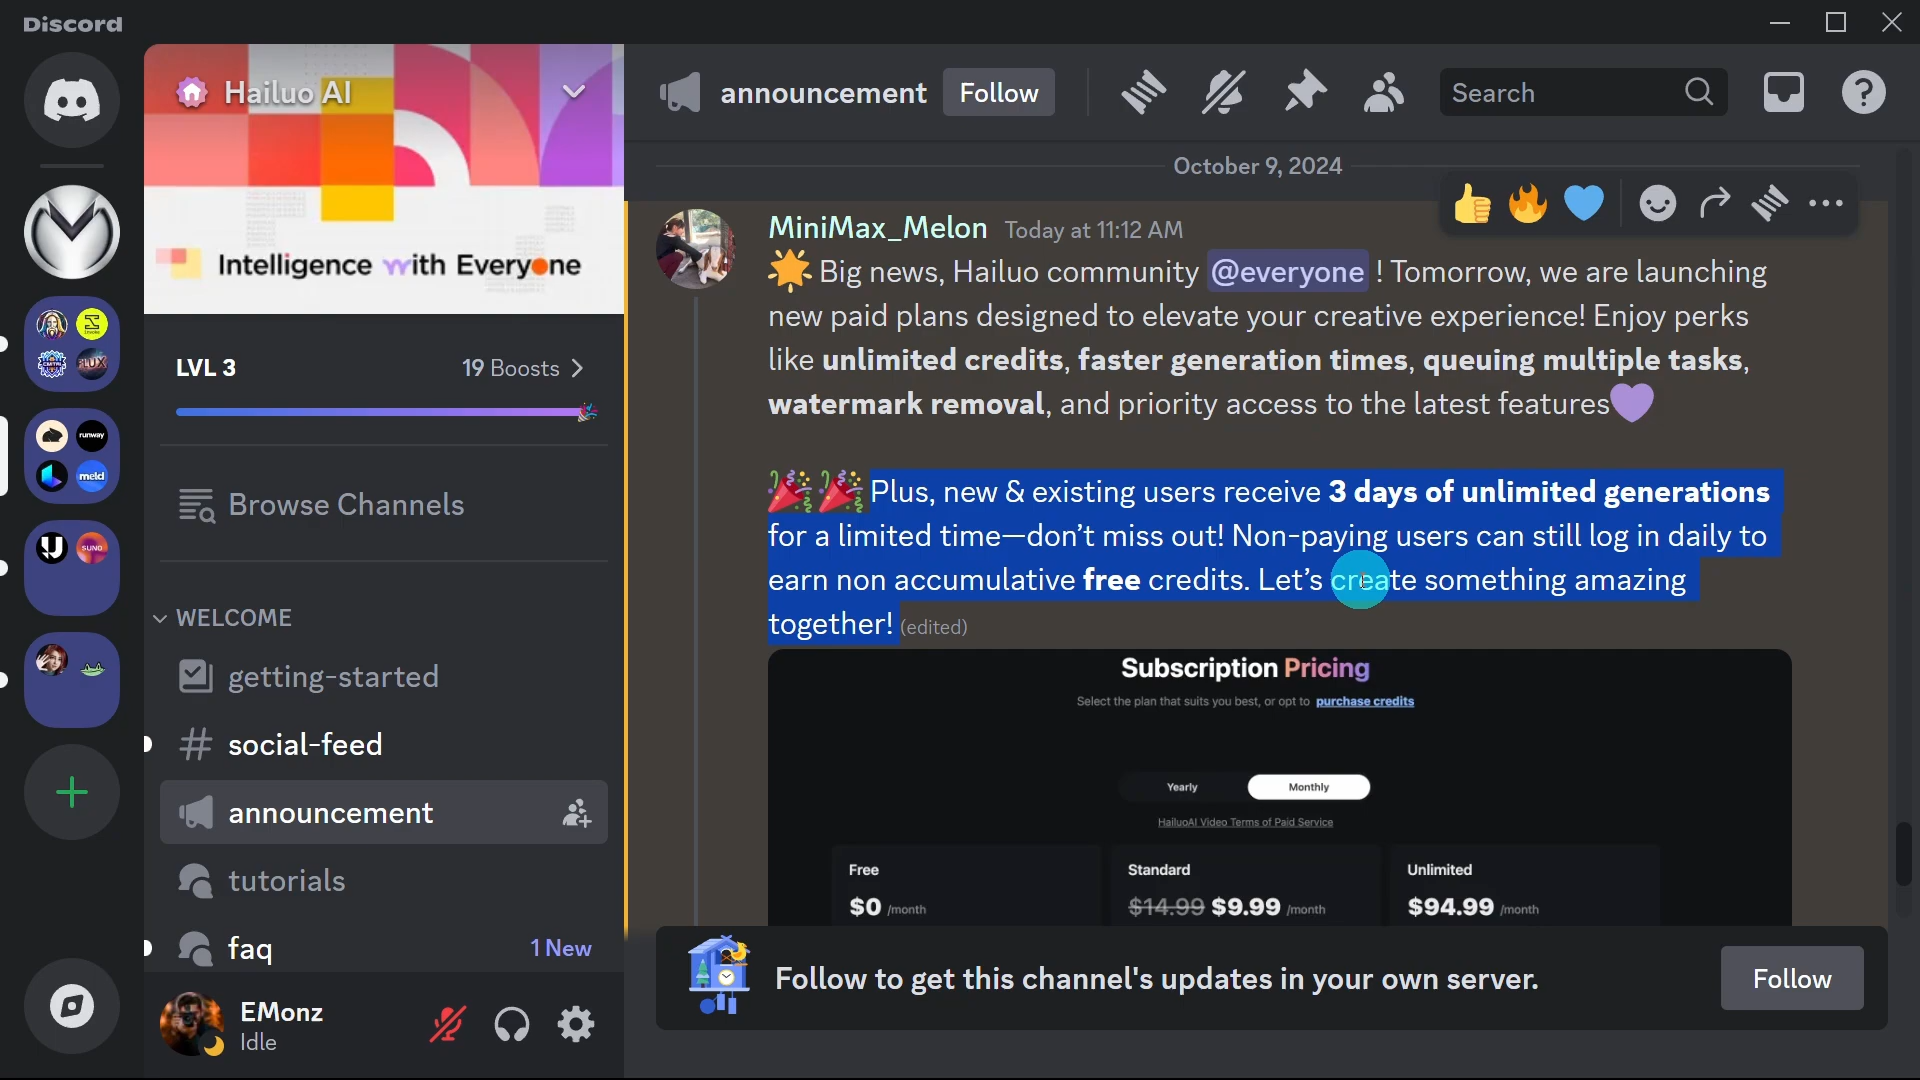 Discord
Hailuo AI
Intelligence with Everyone
LVL 3
19 Boosts
Browse Channels
WELCOME
getting-started
social-feed
announcement
tutorials
faq
1 New
EMonz
Idle
runway
meld
SUNO
FLUX
announcement
Follow
Search
October 9, 2024
MiniMax_Melon Today at 11:12 AM
Big news, Hailuo community @everyone ! Tomorrow, we are launching
new paid plans designed to elevate your creative experience! Enjoy perks
like unlimited credits, faster generation times, queuing multiple tasks,
watermark removal, and priority access to the latest features
Plus, new & existing users receive 3 days of unlimited generations
for a limited time—don’t miss out! Non-paying users can still log in daily to
earn non accumulative free credits. Let’s create something amazing
together! (edited)
Subscription Pricing
Select the plan that suits you best, or opt to purchase credits
Yearly
Monthly
HailuoAI Video Terms of Paid Service
Free
$0 /month
Standard
$14.99 $9.99 /month
Unlimited
$94.99 /month
Follow to get this channel's updates in your own server.
Follow